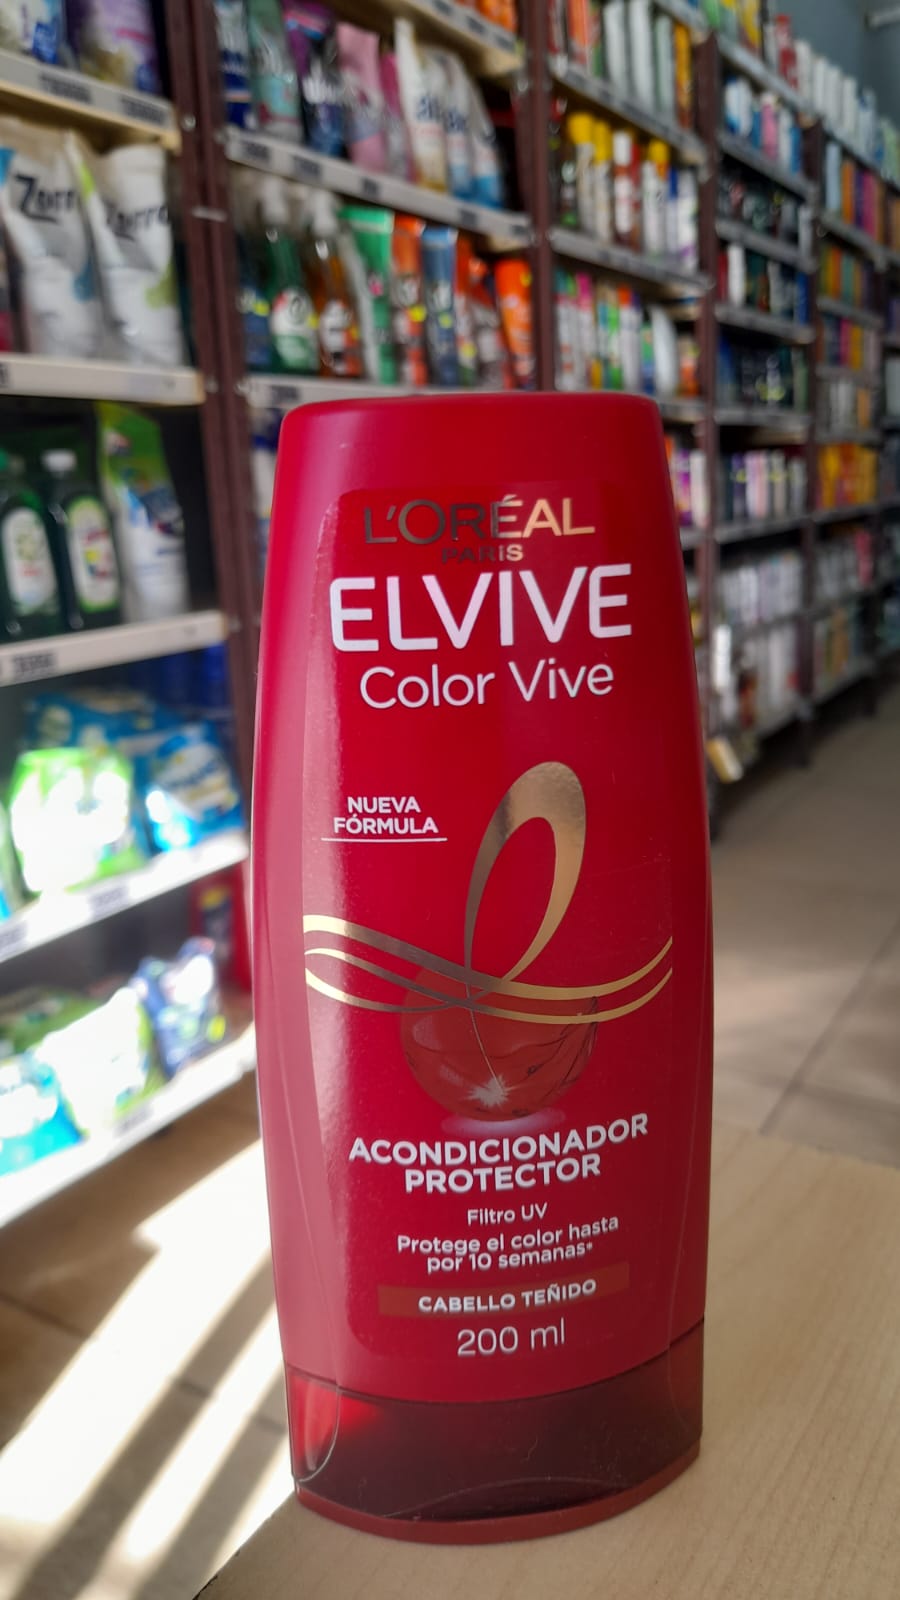 L'ORÉAL
PARIS
ELVIVE
Color Vive
NUEVA
FÓRMULA
ACONDICIONADOR
PROTECTOR
Filtro UV
Protege el color hasta
por 10 semanas*
CABELLO TEÑIDO
200 ml